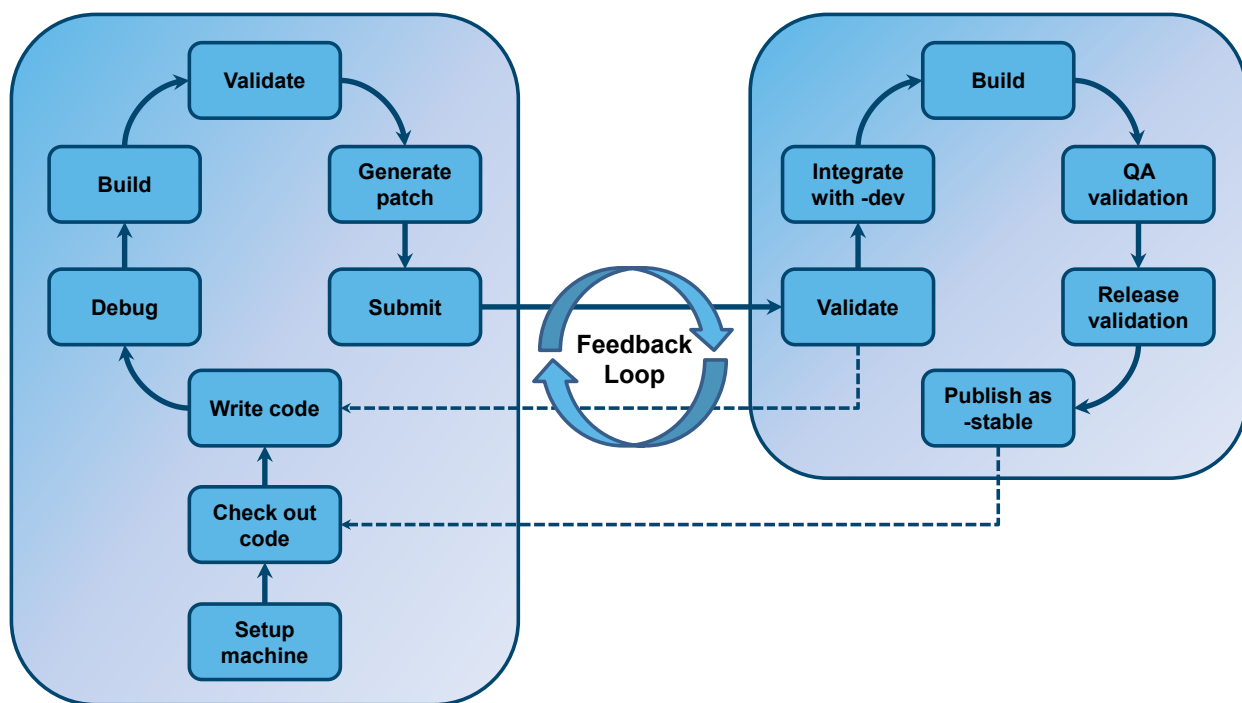 Validate
Build
Generate
patch
Debug
Submit
Write code
Check out
code
Setup
machine
Feedback
Loop
Build
Integrate
with -dev
QA
validation
Validate
Release
validation
Publish as
-stable